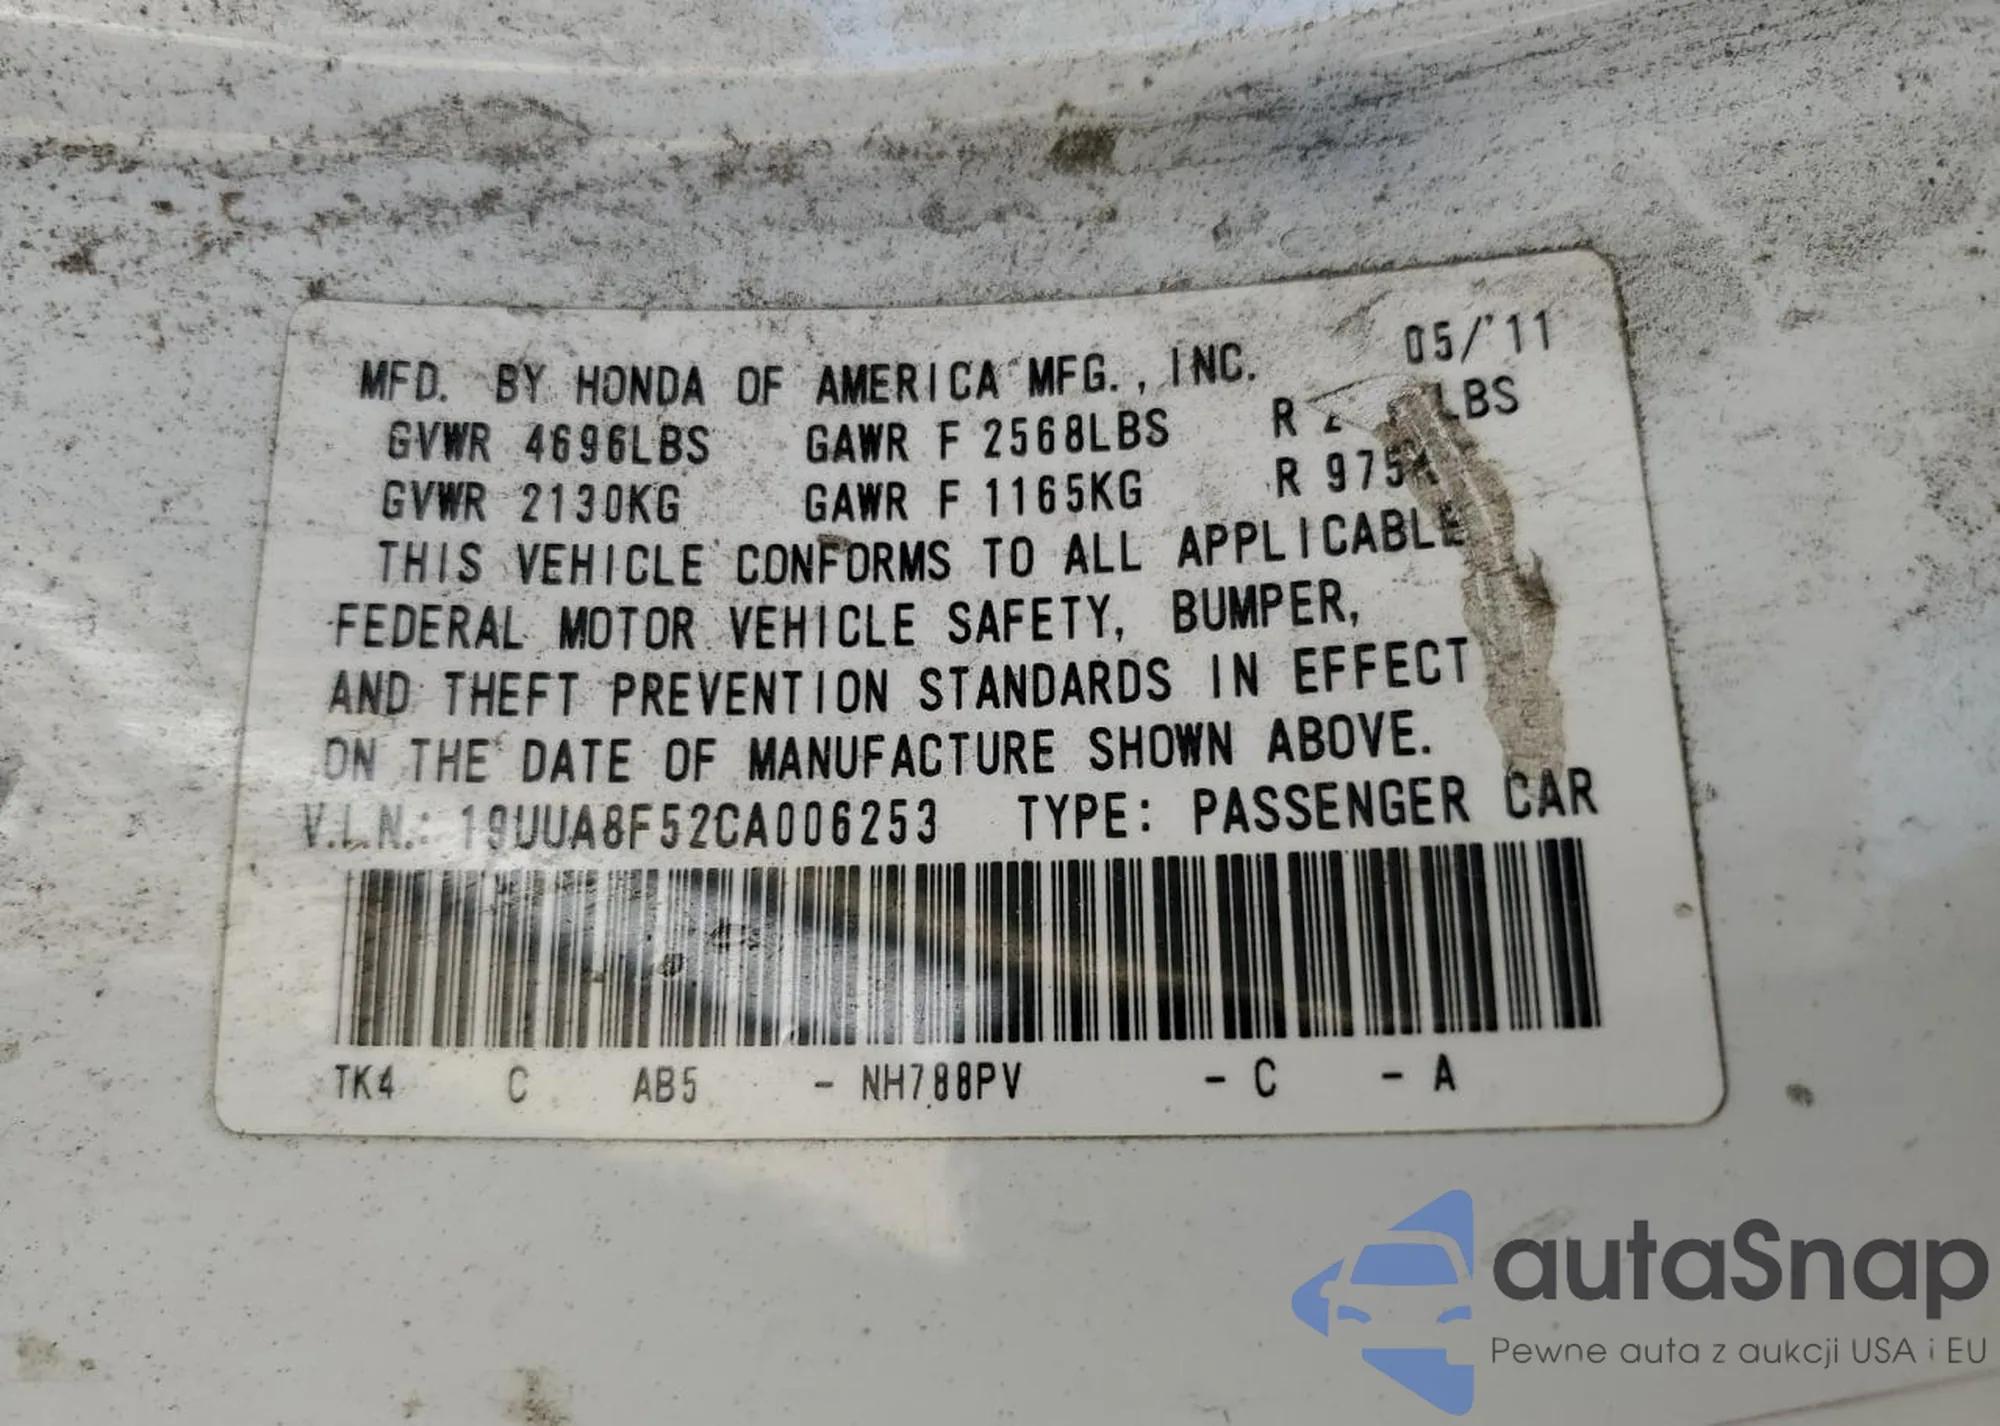 MFD. BY HONDA OF AMERICA MFG., INC. 05/'11
GVWR 4696LBS GAWR F 2568LBS R LBS
GVWR 2130KG GAWR F 1165KG R 975
THIS VEHICLE CONFORMS TO ALL APPLICABLE
FEDERAL MOTOR VEHICLE SAFETY, BUMPER,
AND THEFT PREVENTION STANDARDS IN EFFECT
ON THE DATE OF MANUFACTURE SHOWN ABOVE.
V.I.N.: 19UUA8F52CA006253 TYPE: PASSENGER CAR
TK4 C AB5 - NH788PV - C - A
autaSnap
Pewne auta z aukcji USA i EU